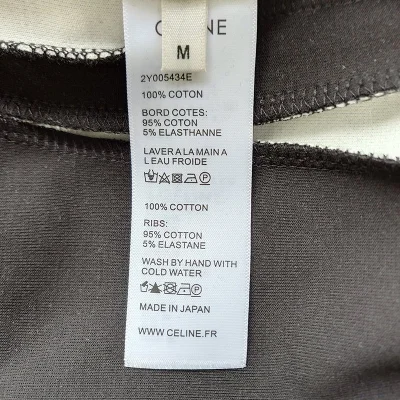 CELINE
M
2Y005434E
100% COTON
BORD COTES:
95% COTON
5% ELASTHANNE
LAVER A LA MAIN A
L EAU FROIDE
100% COTTON
RIBS:
95% COTTON
5% ELASTANE
WASH BY HAND WITH
COLD WATER
MADE IN JAPAN
WWW.CELINE.FR